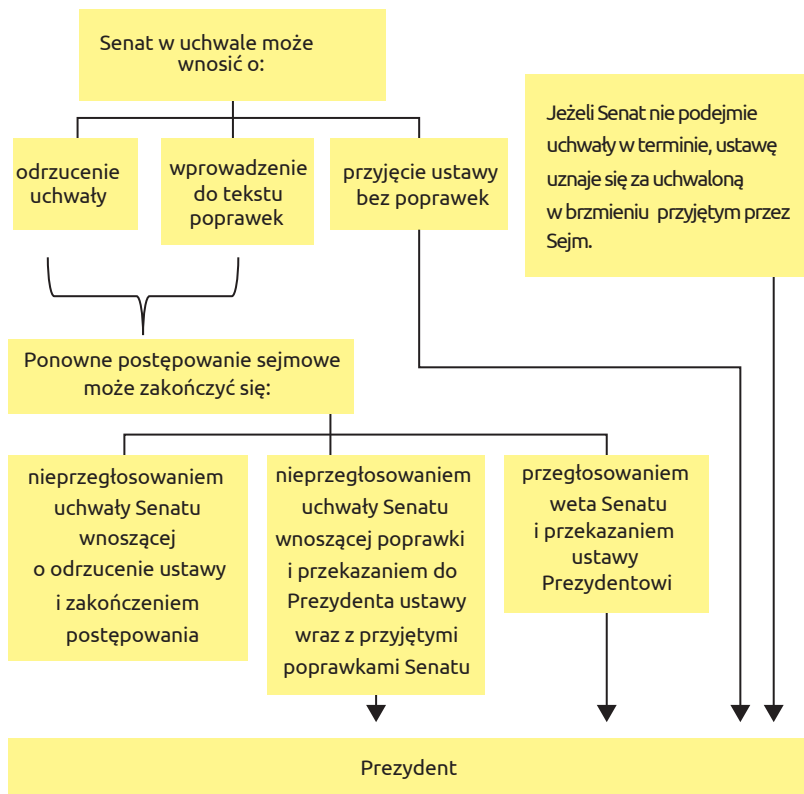 Senat w uchwale może
wnosić o:
odrzucenie
uchwały
wprowadzenie
do tekstu
poprawek
przyjęcie ustawy
bez poprawek
Jeżeli Senat nie podejmie
uchwały w terminie, ustawę
uznaje się za uchwaloną
w brzmieniu przyjętym przez
Sejm.
Ponowne postępowanie sejmowe
może zakończyć się:
nieprzegłosowaniem
uchwały Senatu
wnoszącej
o odrzucenie ustawy
i zakończeniem
postępowania
nieprzegłosowaniem
uchwały Senatu
wnoszącej poprawki
i przekazaniem do
Prezydenta ustawy
wraz z przyjętymi
poprawkami Senatu
przegłosowaniem
weta Senatu
i przekazaniem
ustawy
Prezydentowi
Prezydent